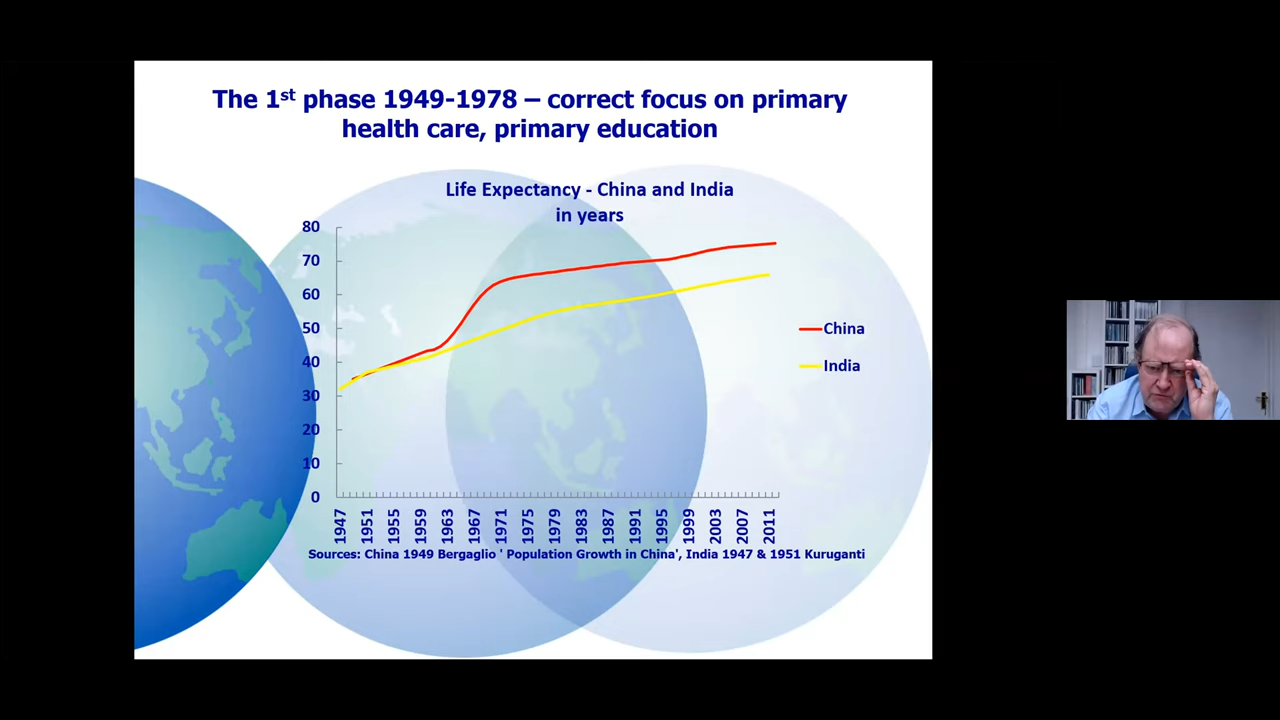 The 1st phase 1949-1978 – correct focus on primary
health care, primary education
Life Expectancy - China and India
in years
80
70
60
50
40
30
20
10
0
China
India
1947 1951 1955 1959 1963 1967 1971 1975 1979 1983 1987 1991 1995 1999 2003 2007 2011
Sources: China 1949 Bergaglio ' Population Growth in China', India 1947 & 1951 Kuruganti